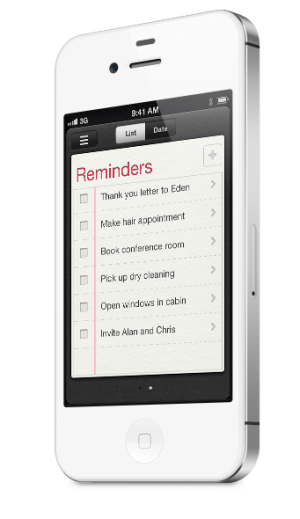 3G 9:41 AM
List Date
Reminders
Thank you letter to Eden
Make hair appointment
Book conference room
Pick up dry cleaning
Open windows in cabin
Invite Alan and Chris